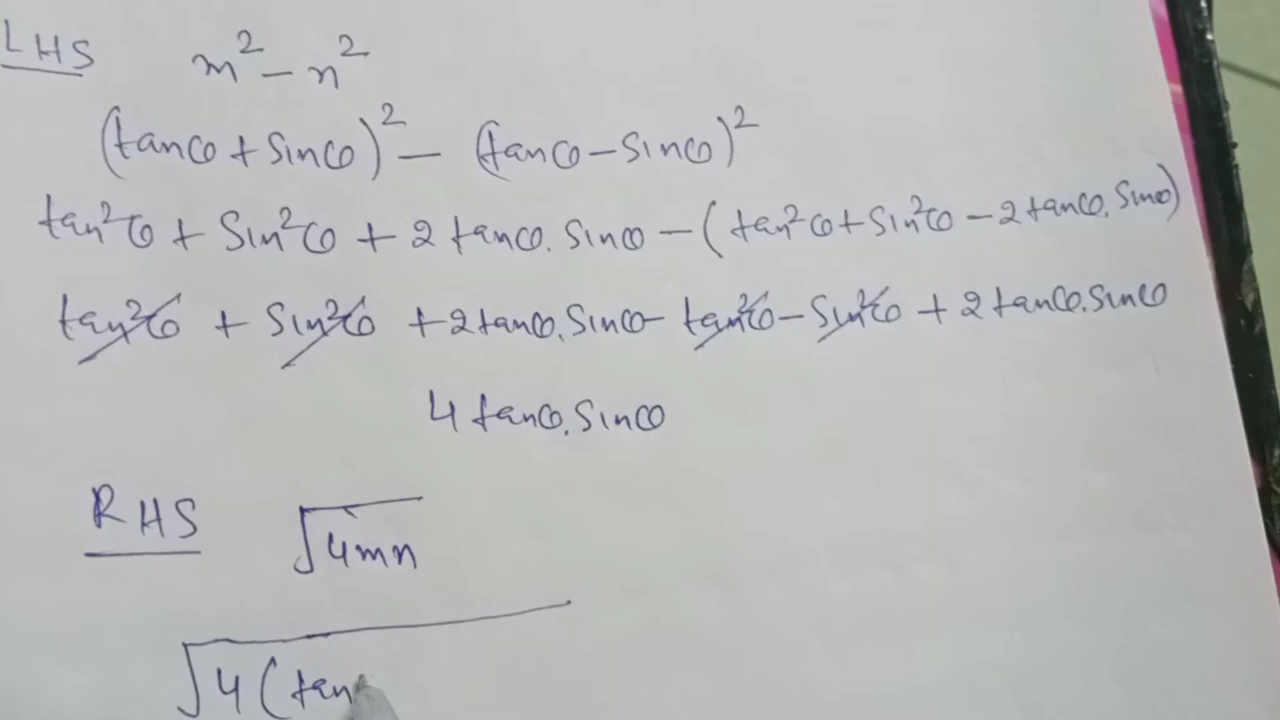 LHS m² – n²
(tanθ + Sinθ)² – (tanθ – Sinθ)²
tan²θ + Sin²θ + 2 tanθ. Sinθ – (tan²θ + Sin²θ – 2 tanθ. Sinθ)
tan²θ + Sin²θ + 2 tanθ. Sinθ – tan²θ – Sin²θ + 2 tanθ. Sinθ
4 tanθ. Sinθ
RHS √4mn
√4 (tan